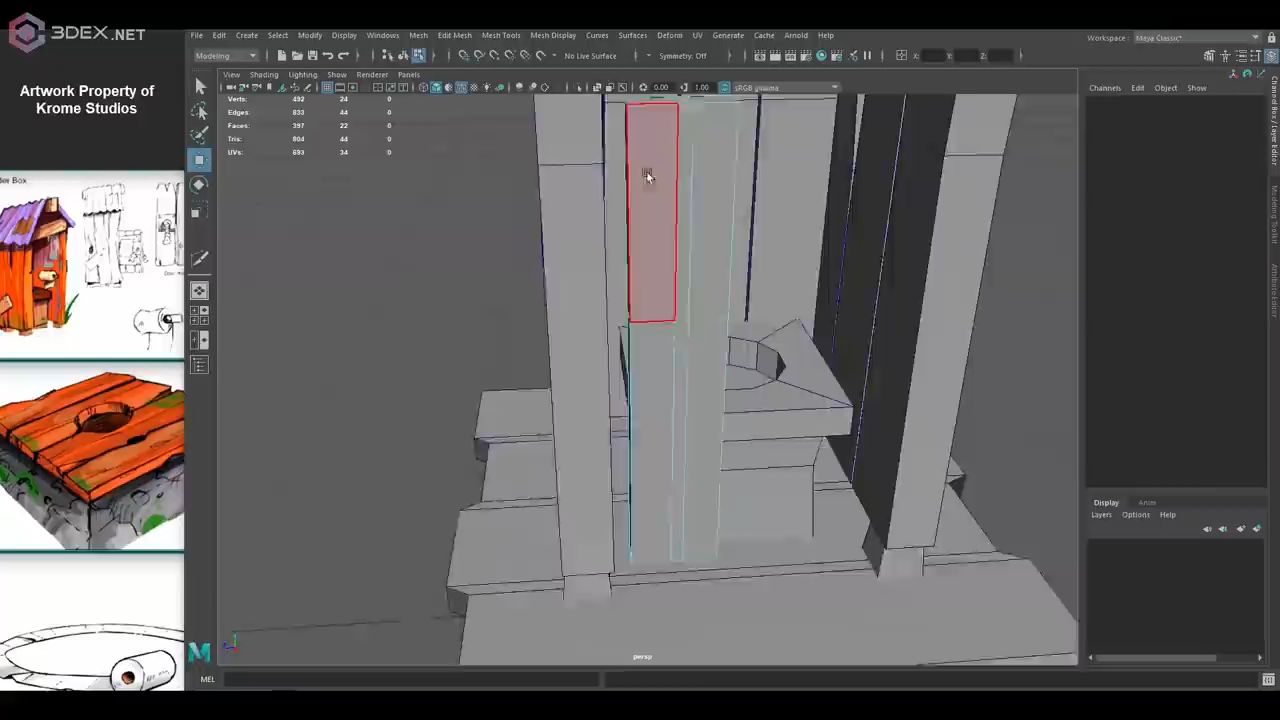 3DEX.NET
Artwork Property of
Krome Studios
File Edit Create Select Modify Display Windows Mesh Edit Mesh Mesh Tools Mesh Display Curves Surfaces Deform UV Generate Cache Arnold Help
Workspace : Maya Classic*
Modeling No Live Surface Symmetry: Off X: Y: Z:
View Shading Lighting Show Renderer Panels
0.00 1.00 sRGB gamma
Channels Edit Object Show
Verts: 492 24 0
Edges: 833 44 0
Faces: 397 22 0
Tris: 804 44 0
UVs: 693 34 0
Box
Display Anim
Layers Options Help
persp
MEL